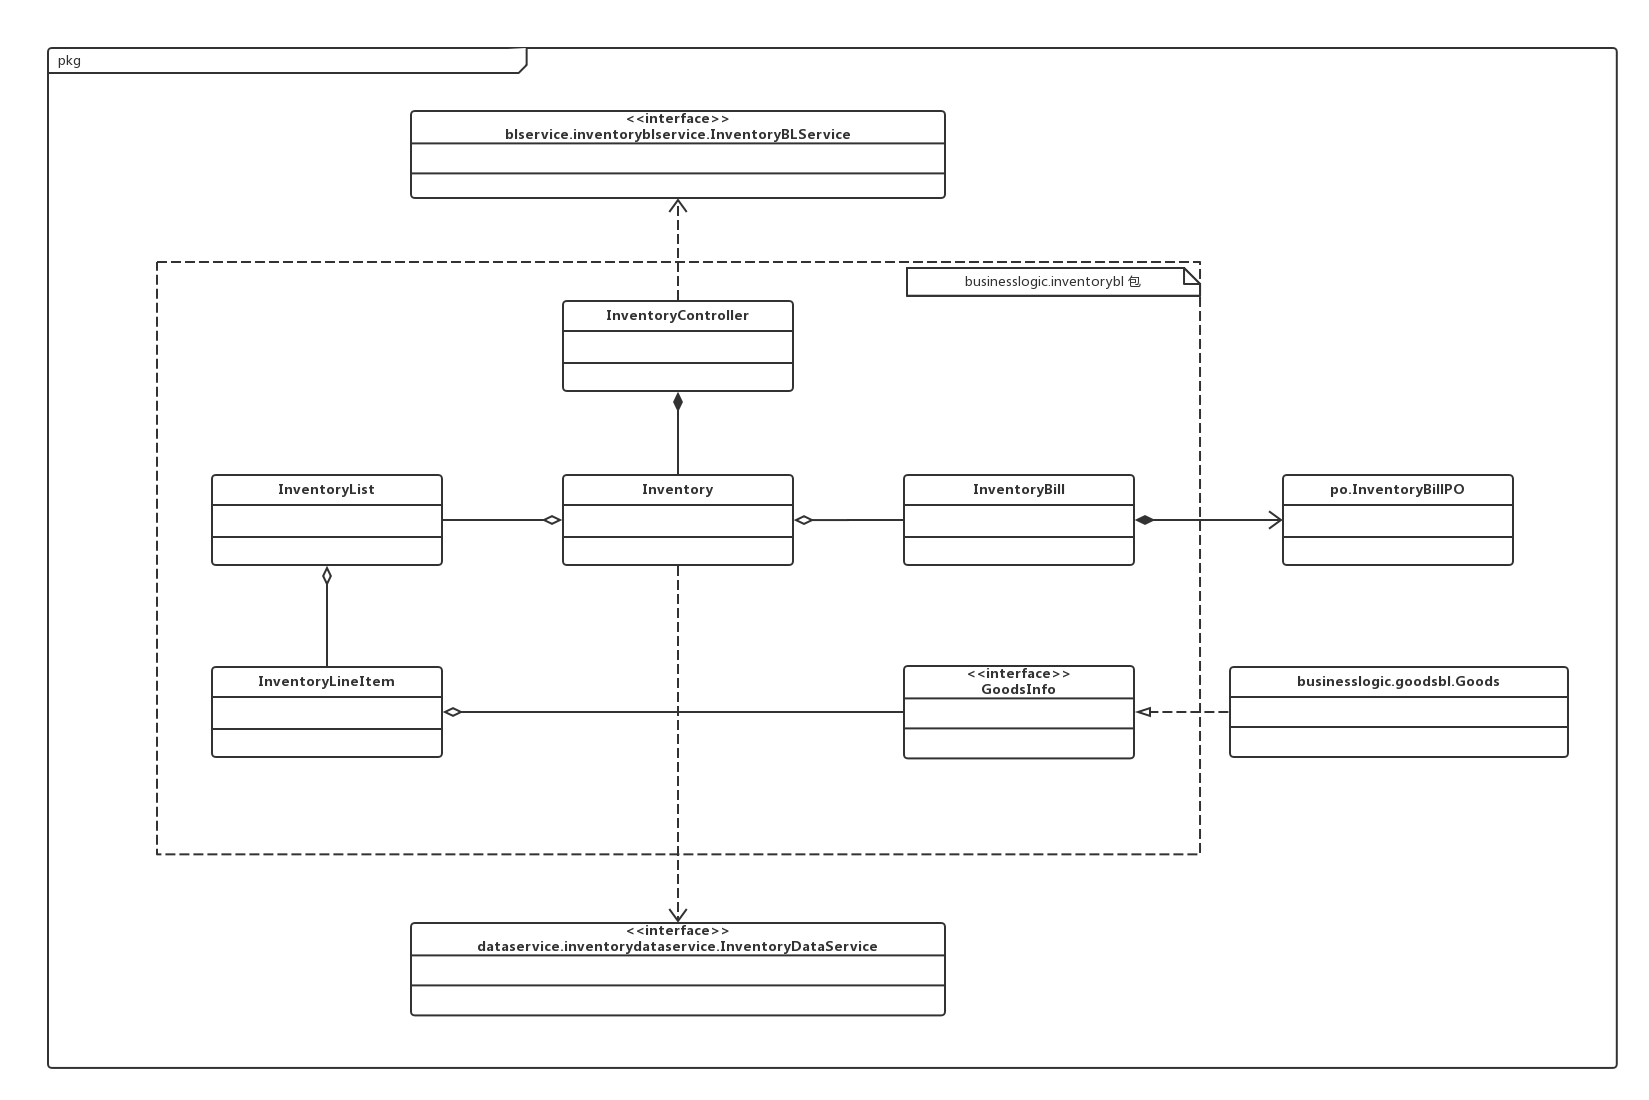 pkg
<<interface>>
blservice.inventoryblservice.InventoryBLService
businesslogic.inventorybl 包
InventoryController
InventoryList
Inventory
InventoryBill
po.InventoryBillPO
InventoryLineItem
<<interface>>
GoodsInfo
businesslogic.goodsbl.Goods
<<interface>>
dataservice.inventorydataservice.InventoryDataService